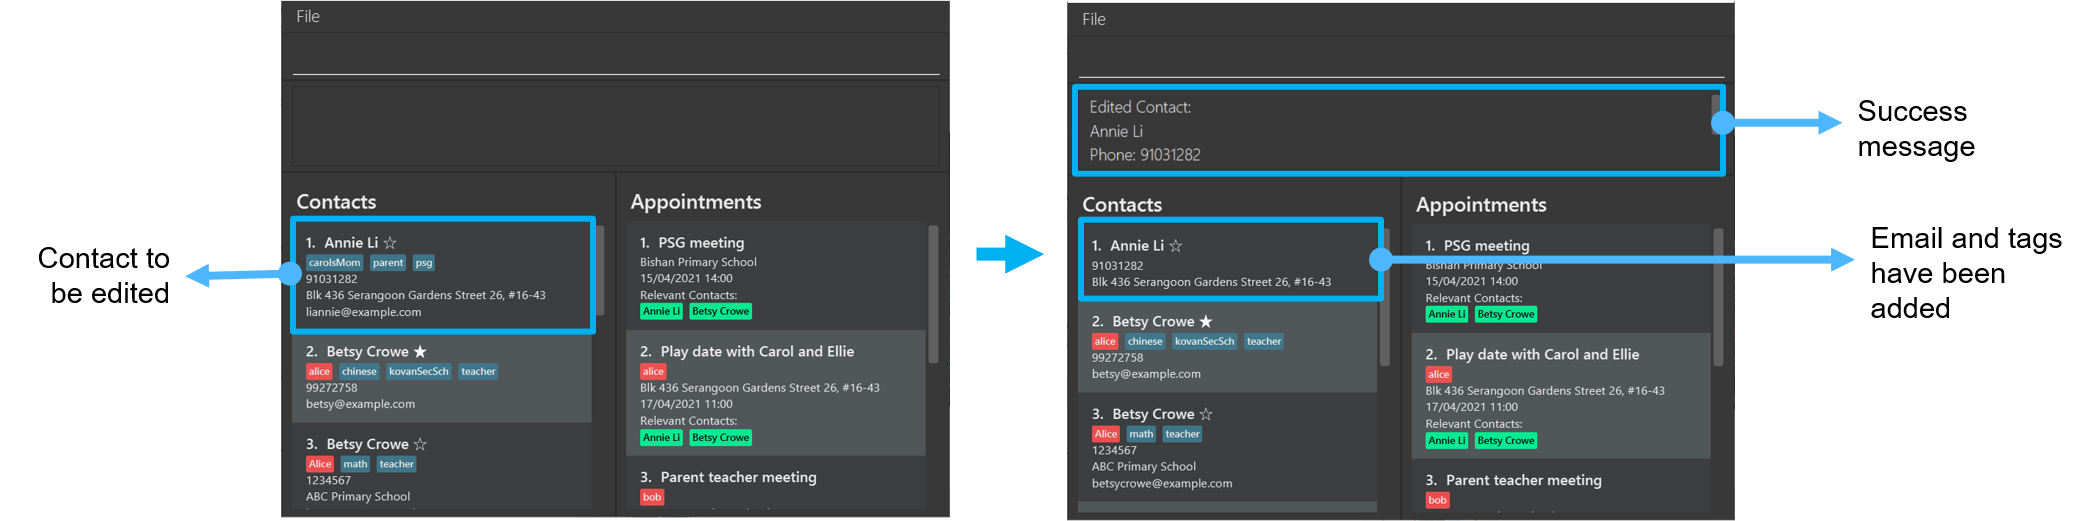 Contact to
be edited
File
Contacts
1. Annie Li ☆
carolsMom parent psg
91031282
Blk 436 Serangoon Gardens Street 26, #16-43
liannie@example.com
2. Betsy Crowe ★
alice chinese kovanSecSch teacher
99272758
betsy@example.com
3. Betsy Crowe ☆
Alice math teacher
1234567
ABC Primary School
Appointments
1. PSG meeting
Bishan Primary School
15/04/2021 14:00
Relevant Contacts:
Annie Li Betsy Crowe
2. Play date with Carol and Ellie
alice
Blk 436 Serangoon Gardens Street 26, #16-43
17/04/2021 11:00
Relevant Contacts:
Annie Li Betsy Crowe
3. Parent teacher meeting
bob
File
Edited Contact:
Annie Li
Phone: 91031282
Contacts
1. Annie Li ☆
91031282
Blk 436 Serangoon Gardens Street 26, #16-43
2. Betsy Crowe ★
alice chinese kovanSecSch teacher
99272758
betsy@example.com
3. Betsy Crowe ☆
Alice math teacher
1234567
ABC Primary School
betsycrowe@example.com
Appointments
1. PSG meeting
Bishan Primary School
15/04/2021 14:00
Relevant Contacts:
Annie Li Betsy Crowe
2. Play date with Carol and Ellie
alice
Blk 436 Serangoon Gardens Street 26, #16-43
17/04/2021 11:00
Relevant Contacts:
Annie Li Betsy Crowe
3. Parent teacher meeting
bob
Success
message
Email and tags
have been
added